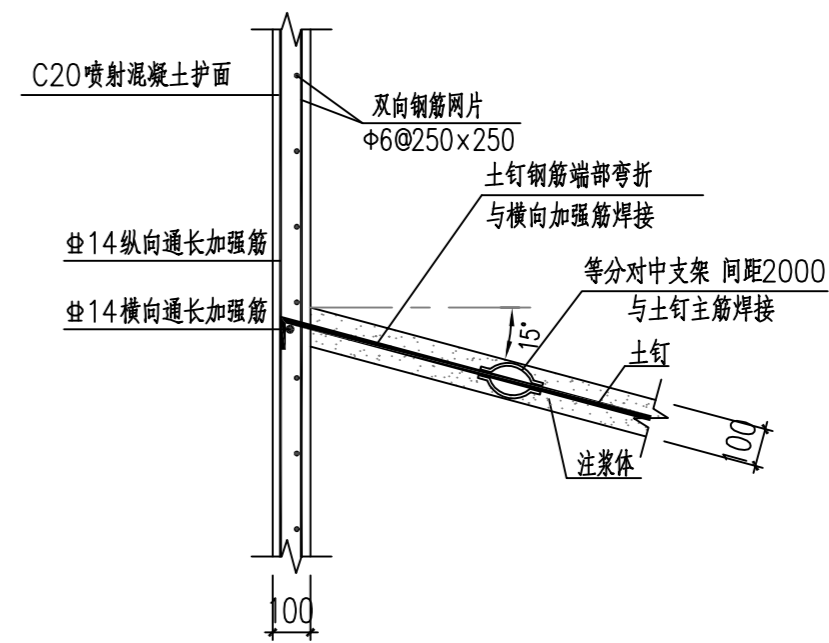 C20喷射混凝土护面
双向钢筋网片
Φ6@250×250
土钉钢筋端部弯折
与横向加强筋焊接
⌽14纵向通长加强筋
等分对中支架 间距2000
⌽14横向通长加强筋
与土钉主筋焊接
15°
土钉
100
注浆体
100